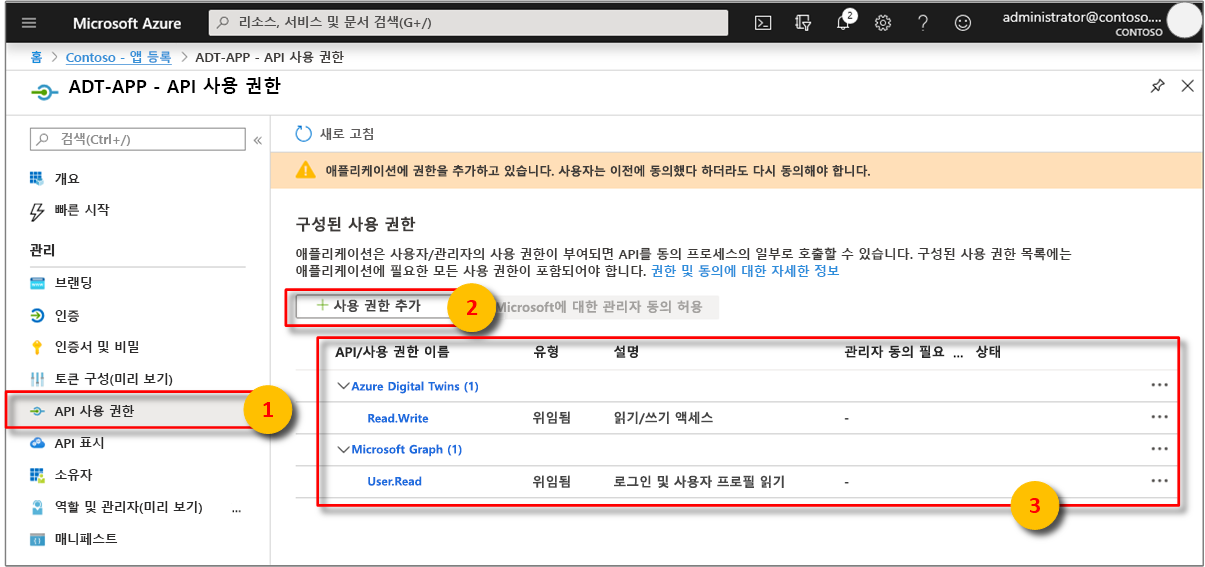 Microsoft Azure
리소스, 서비스 및 문서 검색(G+/)
2
administrator@contoso....
CONTOSO
홈 > Contoso - 앱 등록 > ADT-APP - API 사용 권한
ADT-APP - API 사용 권한
검색(Ctrl+/)
«
개요
빠른 시작
관리
브랜딩
인증
인증서 및 비밀
토큰 구성(미리 보기)
API 사용 권한
1
API 표시
소유자
역할 및 관리자(미리 보기) ...
매니페스트
새로 고침
애플리케이션에 권한을 추가하고 있습니다. 사용자는 이전에 동의했다 하더라도 다시 동의해야 합니다.
구성된 사용 권한
애플리케이션은 사용자/관리자의 사용 권한이 부여되면 API를 동의 프로세스의 일부로 호출할 수 있습니다. 구성된 사용 권한 목록에는
애플리케이션에 필요한 모든 사용 권한이 포함되어야 합니다. 권한 및 동의에 대한 자세한 정보
+ 사용 권한 추가
2
Microsoft에 대한 관리자 동의 허용
API/사용 권한 이름 유형 설명 관리자 동의 필요 ... 상태
Azure Digital Twins (1) ...
Read.Write 위임됨 읽기/쓰기 액세스 - ...
Microsoft Graph (1) ...
User.Read 위임됨 로그인 및 사용자 프로필 읽기 - ...
3